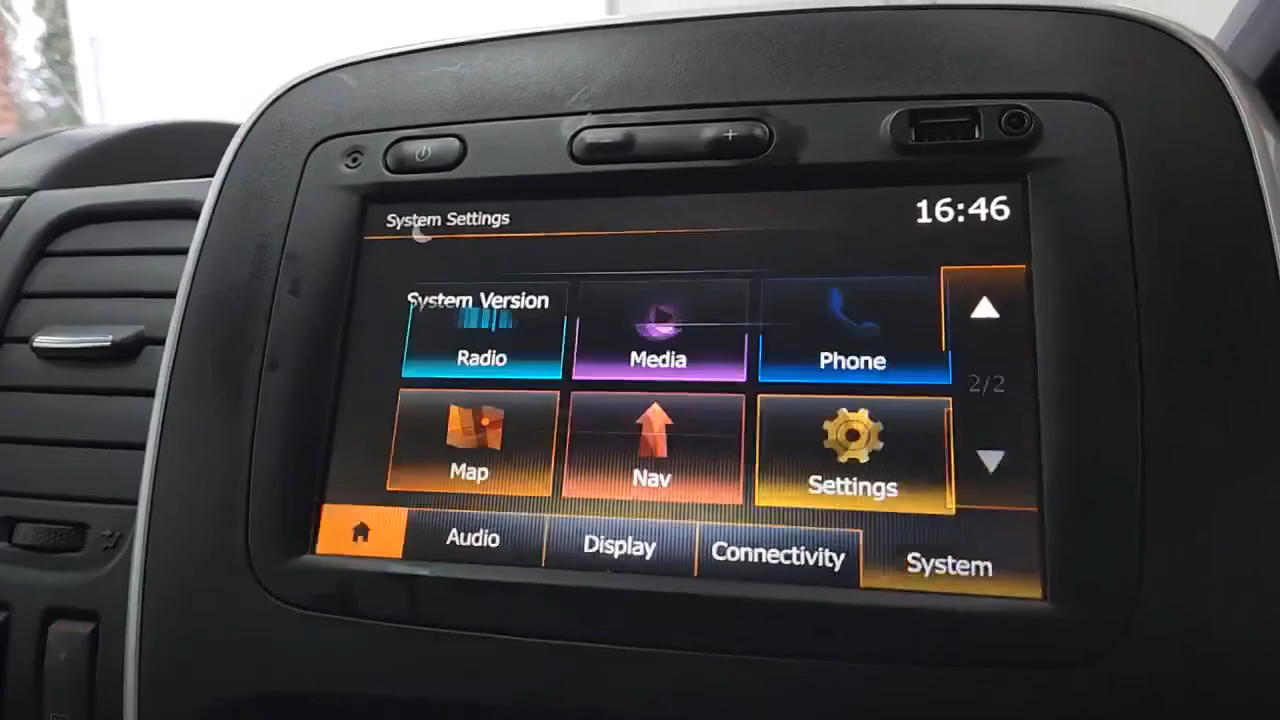 System Settings
16:46
System Version
Radio
Media
Phone
2/2
Map
Nav
Settings
Audio
Display
Connectivity
System